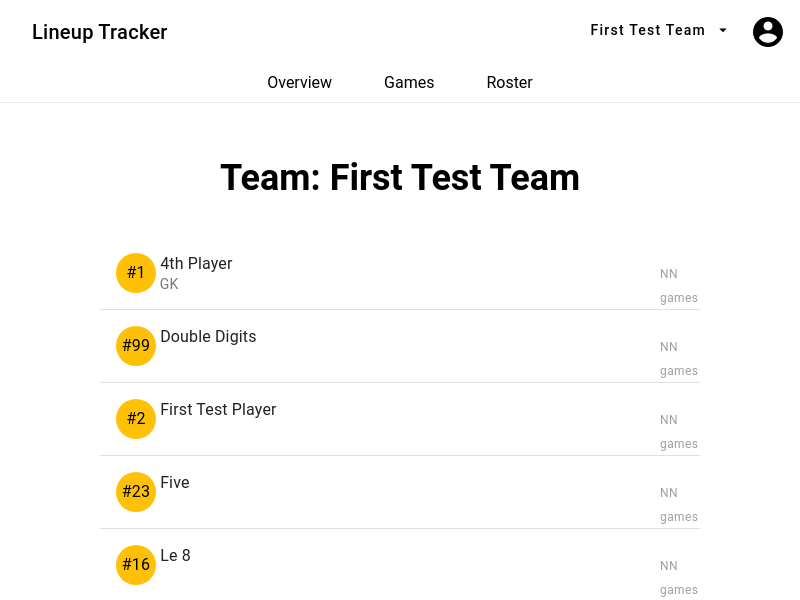 Lineup Tracker
First Test Team
Overview Games Roster
Team: First Test Team
#1 4th Player
GK
NN
games
#99 Double Digits
NN
games
#2 First Test Player
NN
games
#23 Five
NN
games
#16 Le 8
NN
games